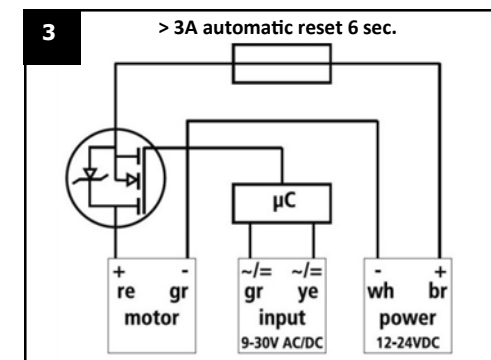 3
> 3A automatic reset 6 sec.
µC
+ - ~/= ~/= - +
re gr gr ye wh br
motor input power
9-30V AC/DC 12-24VDC